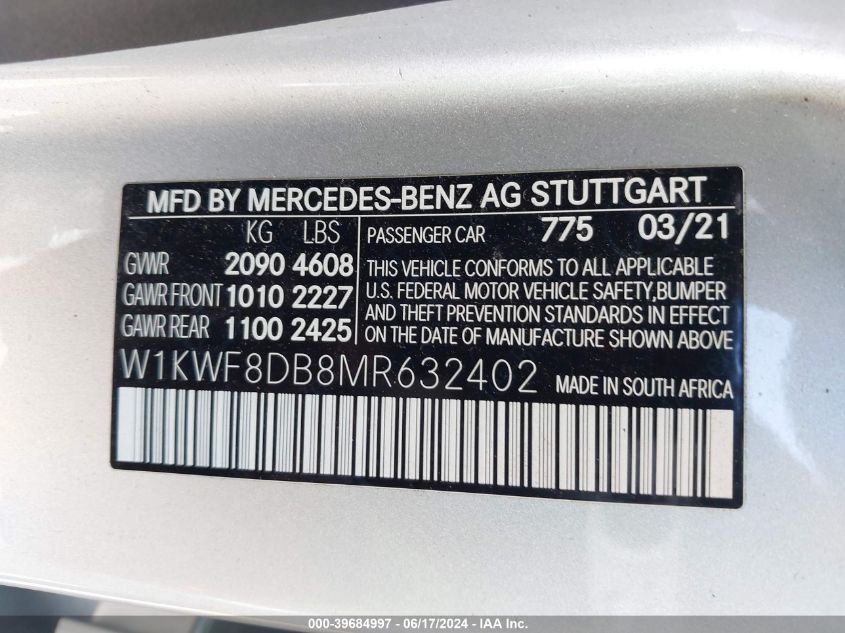 MFD BY MERCEDES-BENZ AG STUTTGART
KG LBS
GVWR 2090 4608
GAWR FRONT 1010 2227
GAWR REAR 1100 2425
PASSENGER CAR 775 03/21
THIS VEHICLE CONFORMS TO ALL APPLICABLE
U.S. FEDERAL MOTOR VEHICLE SAFETY,BUMPER
AND THEFT PREVENTION STANDARDS IN EFFECT
ON THE DATE OF MANUFACTURE SHOWN ABOVE
W1KWF8DB8MR632402 MADE IN SOUTH AFRICA
000-39684997 - 06/17/2024 - IAA Inc.